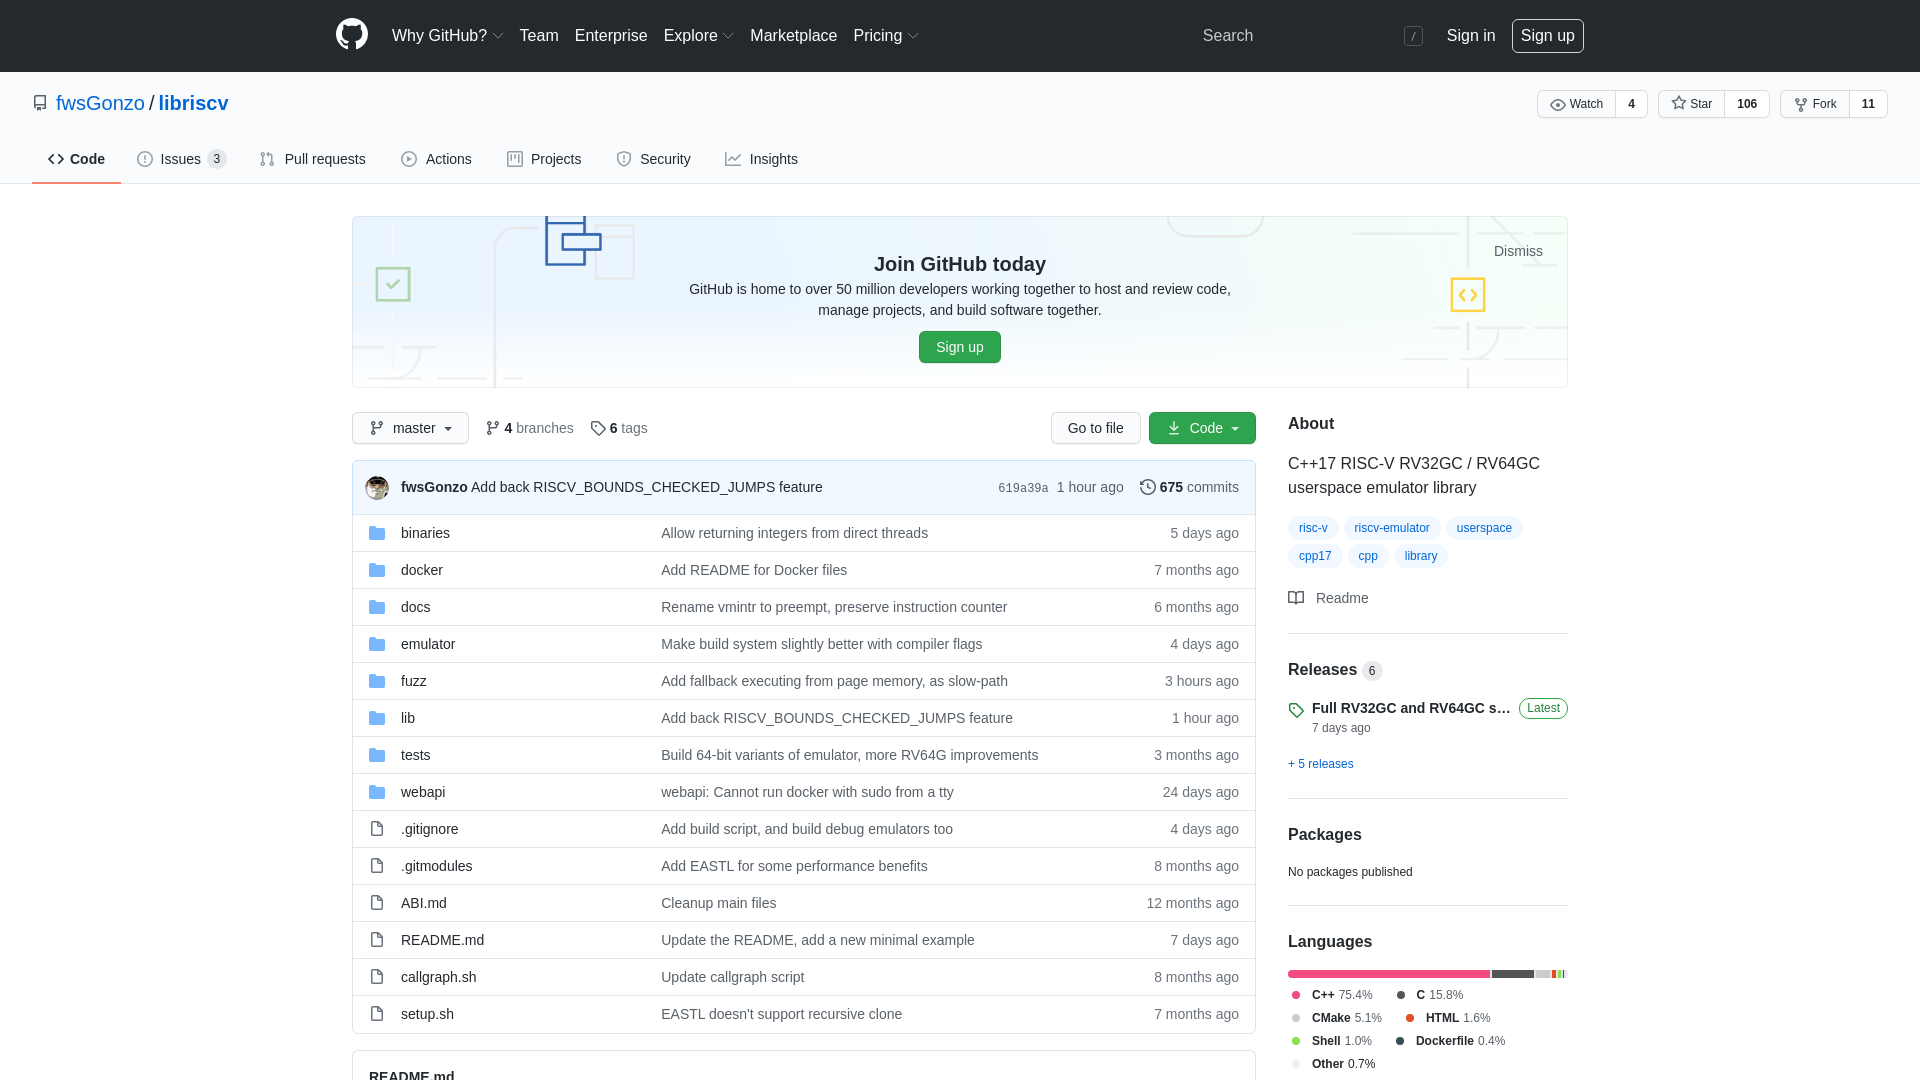 Why GitHub? Team Enterprise Explore Marketplace Pricing Search / Sign in Sign up
fwsGonzo / libriscv Watch 4 Star 106 Fork 11
Code Issues 3 Pull requests Actions Projects Security Insights
Dismiss
Join GitHub today
GitHub is home to over 50 million developers working together to host and review code,
manage projects, and build software together.
Sign up
master 4 branches 6 tags Go to file Code
fwsGonzo Add back RISCV_BOUNDS_CHECKED_JUMPS feature 619a39a 1 hour ago 675 commits
binaries Allow returning integers from direct threads 5 days ago
docker Add README for Docker files 7 months ago
docs Rename vmintr to preempt, preserve instruction counter 6 months ago
emulator Make build system slightly better with compiler flags 4 days ago
fuzz Add fallback executing from page memory, as slow-path 3 hours ago
lib Add back RISCV_BOUNDS_CHECKED_JUMPS feature 1 hour ago
tests Build 64-bit variants of emulator, more RV64G improvements 3 months ago
webapi webapi: Cannot run docker with sudo from a tty 24 days ago
.gitignore Add build script, and build debug emulators too 4 days ago
.gitmodules Add EASTL for some performance benefits 8 months ago
ABI.md Cleanup main files 12 months ago
README.md Update the README, add a new minimal example 7 days ago
callgraph.sh Update callgraph script 8 months ago
setup.sh EASTL doesn't support recursive clone 7 months ago
README.md
About
C++17 RISC-V RV32GC / RV64GC
userspace emulator library
risc-v riscv-emulator userspace
cpp17 cpp library
Readme
Releases 6
Full RV32GC and RV64GC s... Latest
7 days ago
+ 5 releases
Packages
No packages published
Languages
C++ 75.4% C 15.8%
CMake 5.1% HTML 1.6%
Shell 1.0% Dockerfile 0.4%
Other 0.7%